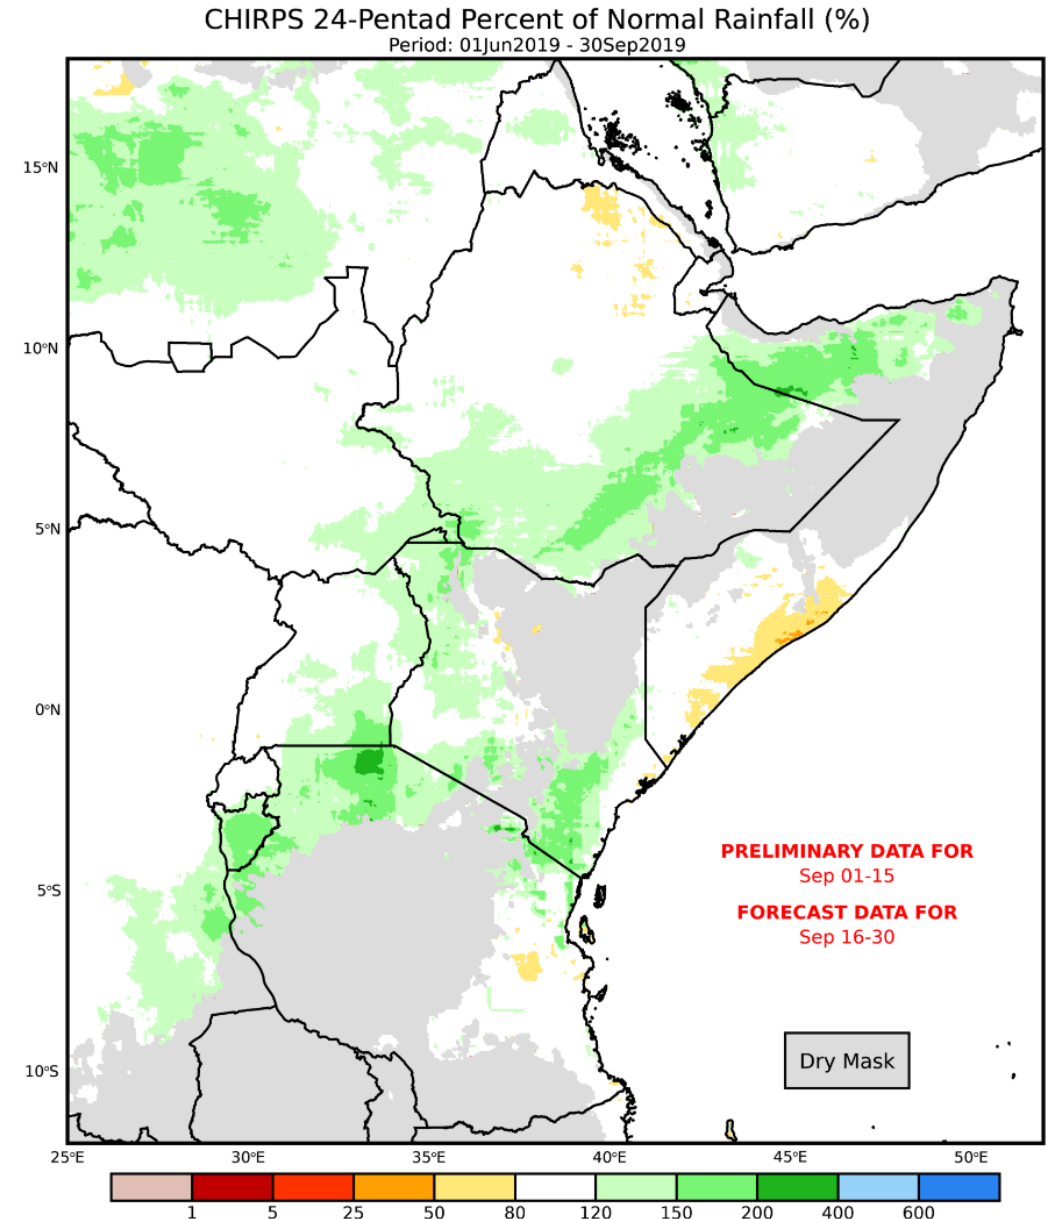 CHIRPS 24-Pentad Percent of Normal Rainfall (%)
Period: 01Jun2019 - 30Sep2019
15°N
10°N
5°N
0°N
5°S
10°S
PRELIMINARY DATA FOR
Sep 01-15
FORECAST DATA FOR
Sep 16-30
Dry Mask
25°E 30°E 35°E 40°E 45°E 50°E
1 5 25 50 80 120 150 200 400 600